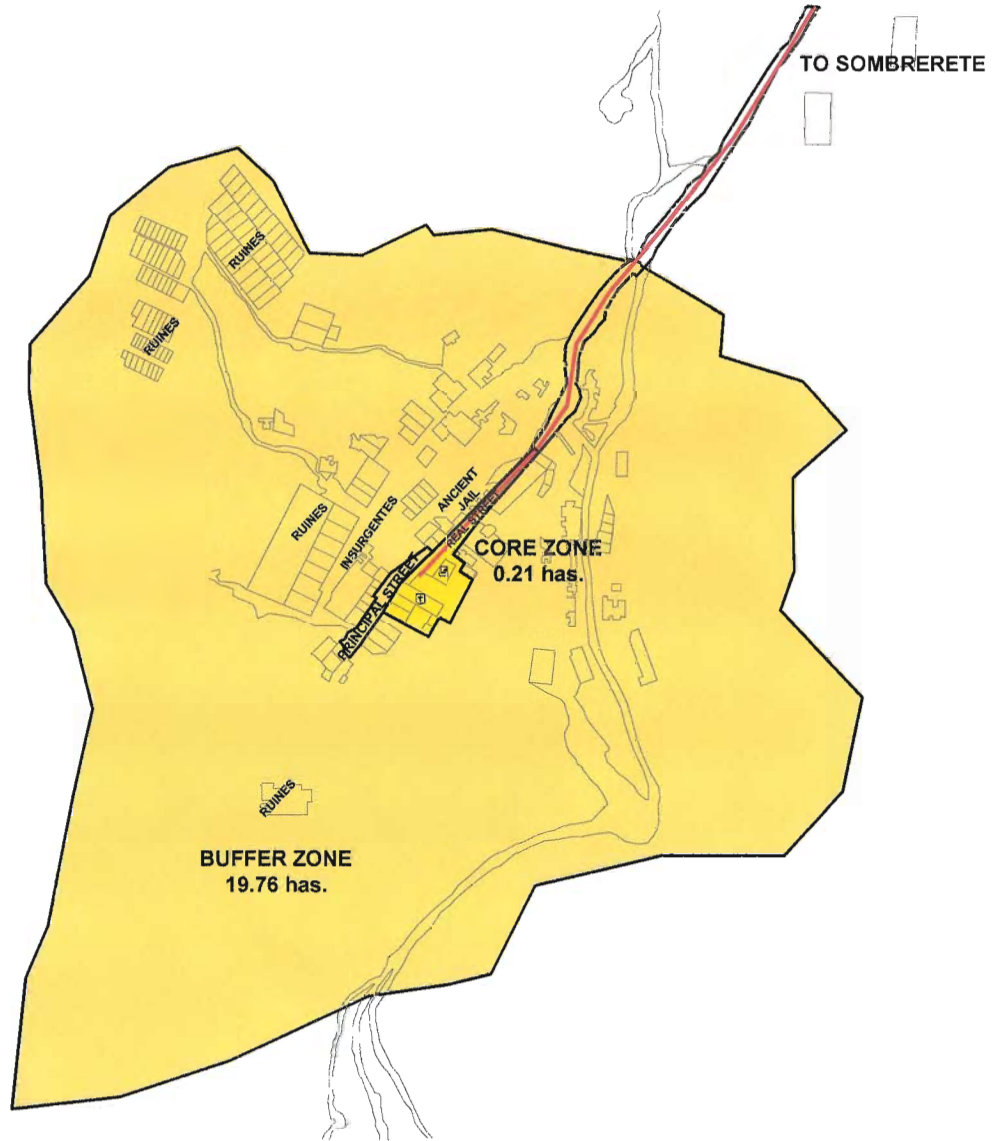 TO SOMBRERETE
RUINES
RUINES
ANCIENT
JAIL
RUINES
INSURGENTES
REAL STREET
CORE ZONE
0.21 has.
PRINCIPAL STREET
RUINES
BUFFER ZONE
19.76 has.